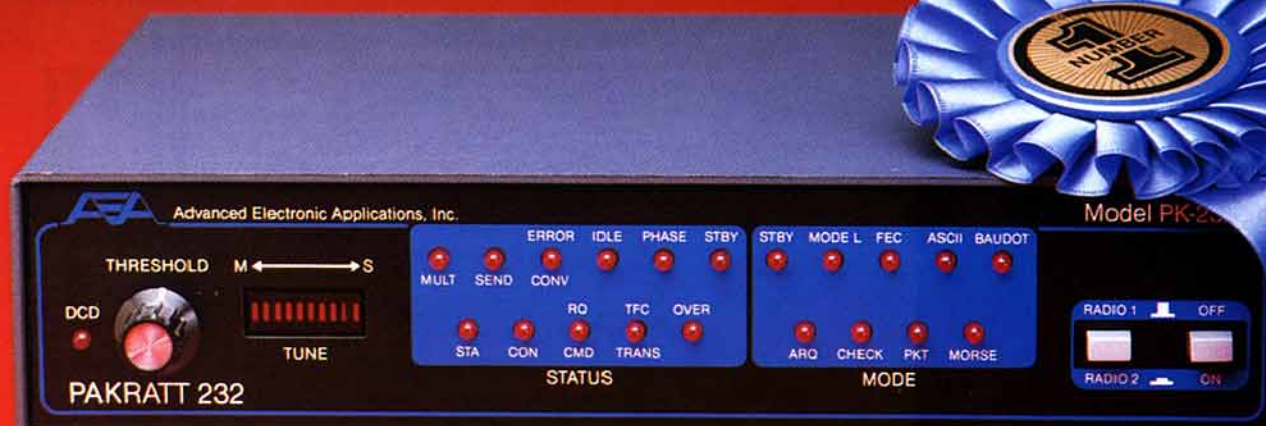 NUMBER
1
AEA Advanced Electronic Applications, Inc.
Model PK-23
THRESHOLD M S
DCD
TUNE
PAKRATT 232
ERROR IDLE PHASE STBY
MULT SEND CONV
RQ TFC OVER
STA CON CMD TRANS
STATUS
STBY MODE L FEC ASCII BAUDOT
ARQ CHECK PKT MORSE
MODE
RADIO 1 OFF
RADIO 2 ON